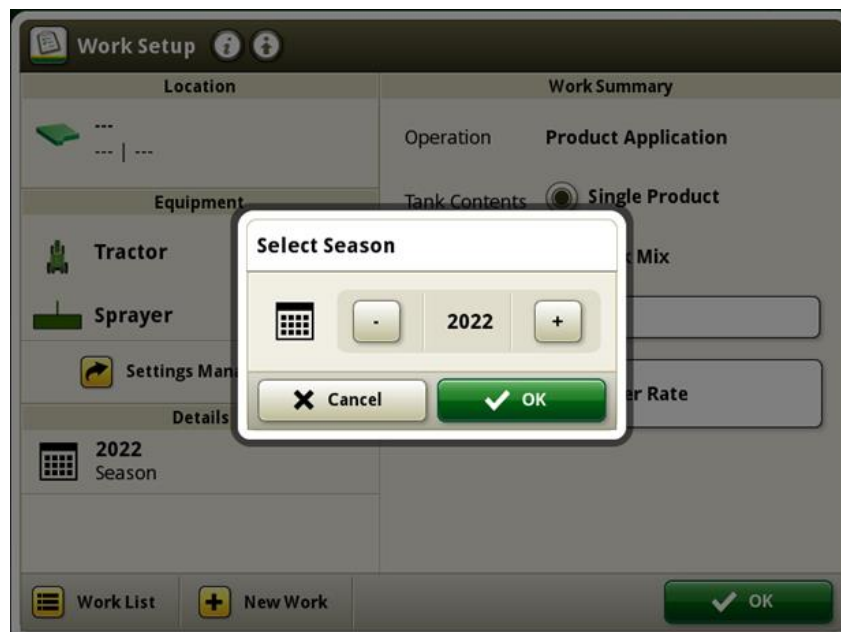 Work Setup
Location
Work Summary
---
--- | ---
Operation Product Application
Equipment
Tank Contents Single Product
Tractor
Mix
Sprayer
Select Season
- 2022 +
Cancel OK
Settings Man
er Rate
Details
2022
Season
Work List New Work OK